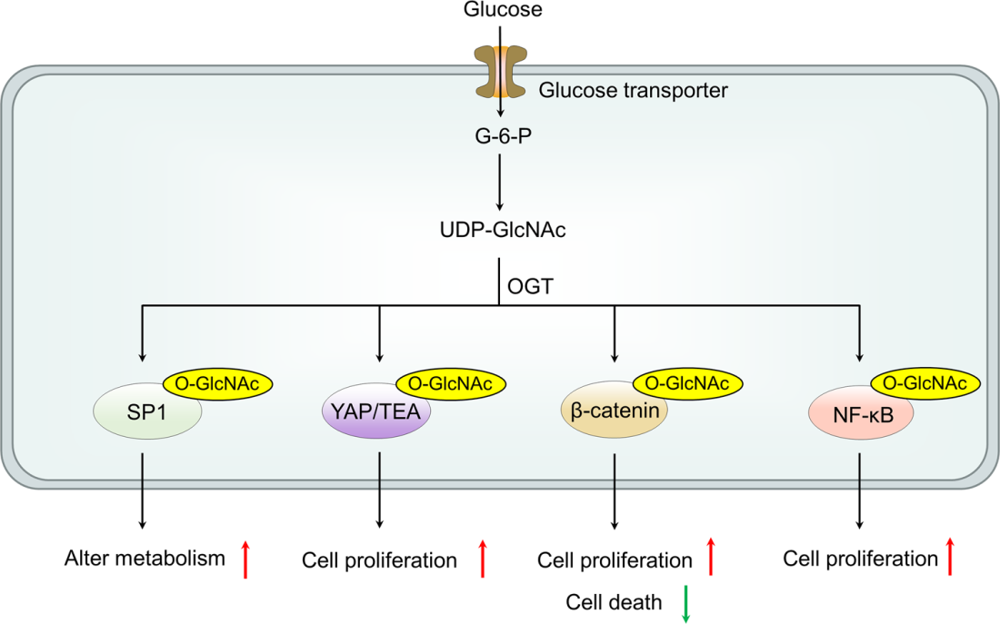 Glucose
Glucose transporter
G-6-P
UDP-GlcNAc
OGT
O-GlcNAc
O-GlcNAc
O-GlcNAc
O-GlcNAc
SP1
YAP/TEA
β-catenin
NF-κB
Alter metabolism
Cell proliferation
Cell proliferation
Cell proliferation
Cell death